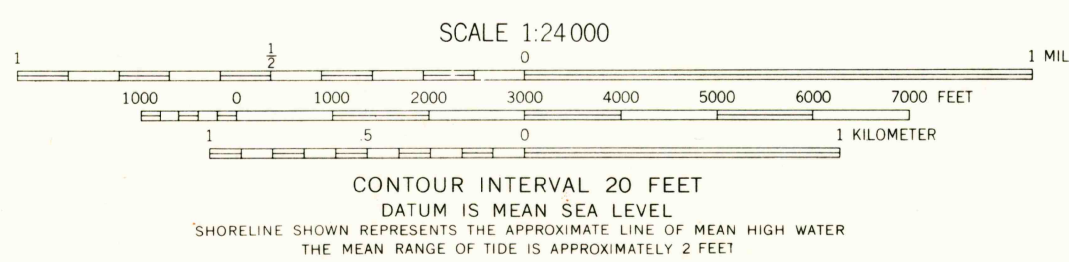 SCALE 1:24 000
1 1/2 0 1 MIL
1000 0 1000 2000 3000 4000 5000 6000 7000 FEET
1 .5 0 1 KILOMETER
CONTOUR INTERVAL 20 FEET
DATUM IS MEAN SEA LEVEL
SHORELINE SHOWN REPRESENTS THE APPROXIMATE LINE OF MEAN HIGH WATER
THE MEAN RANGE OF TIDE IS APPROXIMATELY 2 FEET